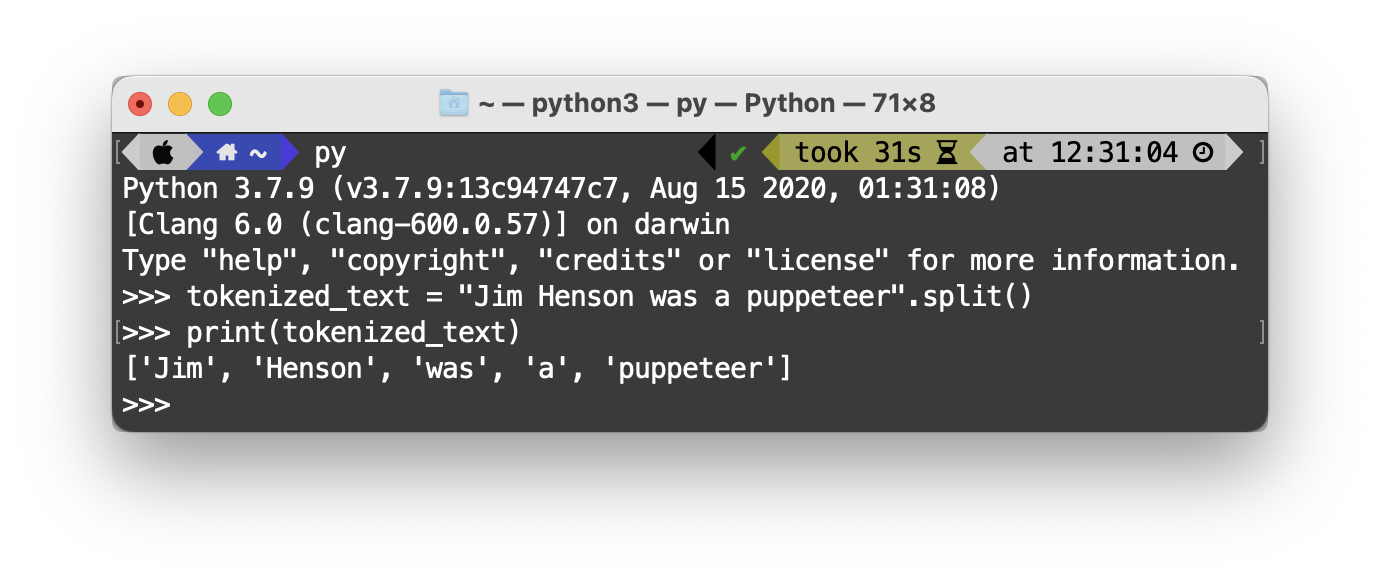 ~ — python3 — py — Python — 71×8
~ py ✔ took 31s at 12:31:04
Python 3.7.9 (v3.7.9:13c94747c7, Aug 15 2020, 01:31:08)
[Clang 6.0 (clang-600.0.57)] on darwin
Type "help", "copyright", "credits" or "license" for more information.
>>> tokenized_text = "Jim Henson was a puppeteer".split()
>>> print(tokenized_text)
['Jim', 'Henson', 'was', 'a', 'puppeteer']
>>>